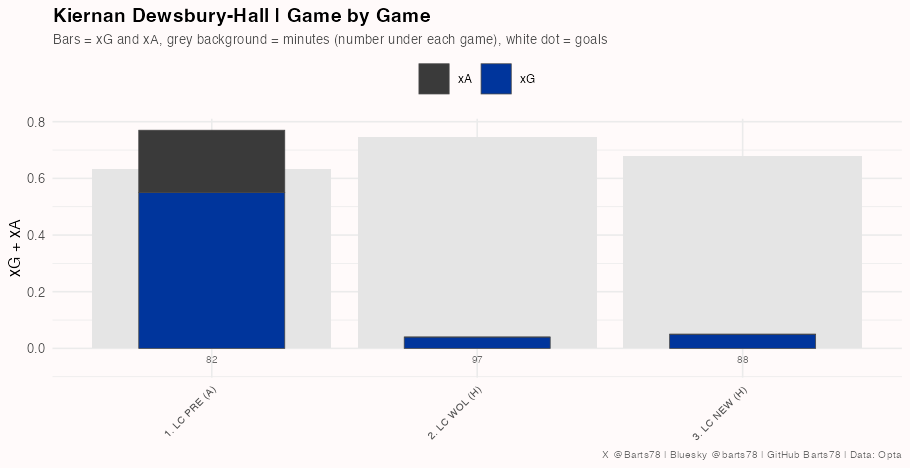 Kiernan Dewsbury-Hall | Game by Game
Bars = xG and xA, grey background = minutes (number under each game), white dot = goals
xA xG
xG + xA
0.8
0.6
0.4
0.2
0.0
82 97 88
1. LC PRE (A) 2. LC WOL (H) 3. LC NEW (H)
X @Barts78 | Bluesky @barts78 | GitHub Barts78 | Data: Opta